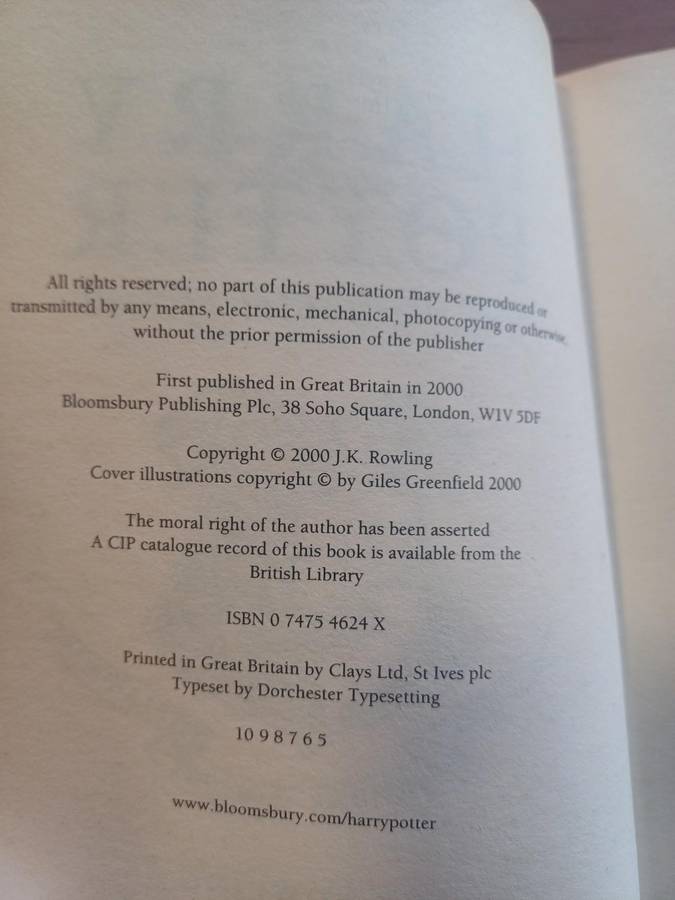 All rights reserved; no part of this publication may be reproduced or
transmitted by any means, electronic, mechanical, photocopying or otherwise,
without the prior permission of the publisher
First published in Great Britain in 2000
Bloomsbury Publishing Plc, 38 Soho Square, London, W1V 5DF
Copyright © 2000 J.K. Rowling
Cover illustrations copyright © by Giles Greenfield 2000
The moral right of the author has been asserted
A CIP catalogue record of this book is available from the
British Library
ISBN 0 7475 4624 X
Printed in Great Britain by Clays Ltd, St Ives plc
Typeset by Dorchester Typesetting
10 9 8 7 6 5
www.bloomsbury.com/harrypotter